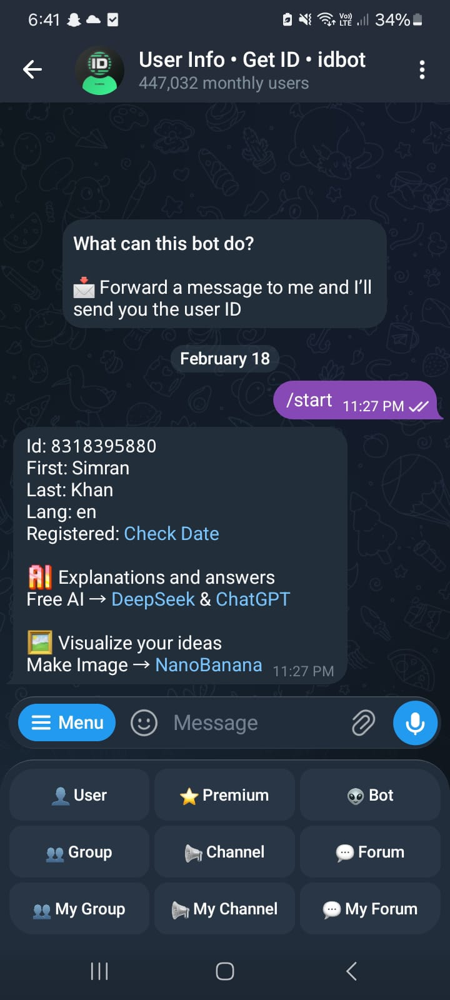 6:41
Vo)) LTE 34%
ID
User Info • Get ID • idbot
447,032 monthly users
What can this bot do?
📩 Forward a message to me and I'll
send you the user ID
February 18
/start 11:27 PM
Id: 8318395880
First: Simran
Last: Khan
Lang: en
Registered: Check Date
AI Explanations and answers
Free AI → DeepSeek & ChatGPT
🖼 Visualize your ideas
Make Image → NanoBanana 11:27 PM
Menu Message
👤 User ⭐ Premium 👽 Bot
👥 Group 📢 Channel 💬 Forum
👥 My Group 📢 My Channel 💬 My Forum